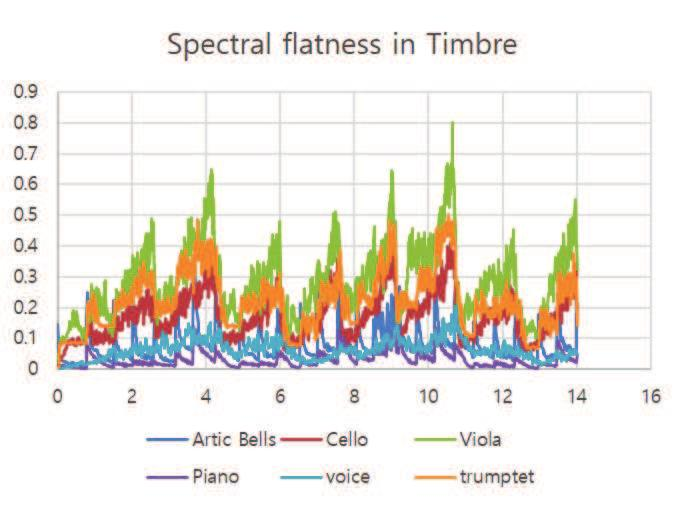 Spectral flatness in Timbre
0.9
0.8
0.7
0.6
0.5
0.4
0.3
0.2
0.1
0
0 2 4 6 8 10 12 14 16
Artic Bells Cello Viola
Piano voice trumptet